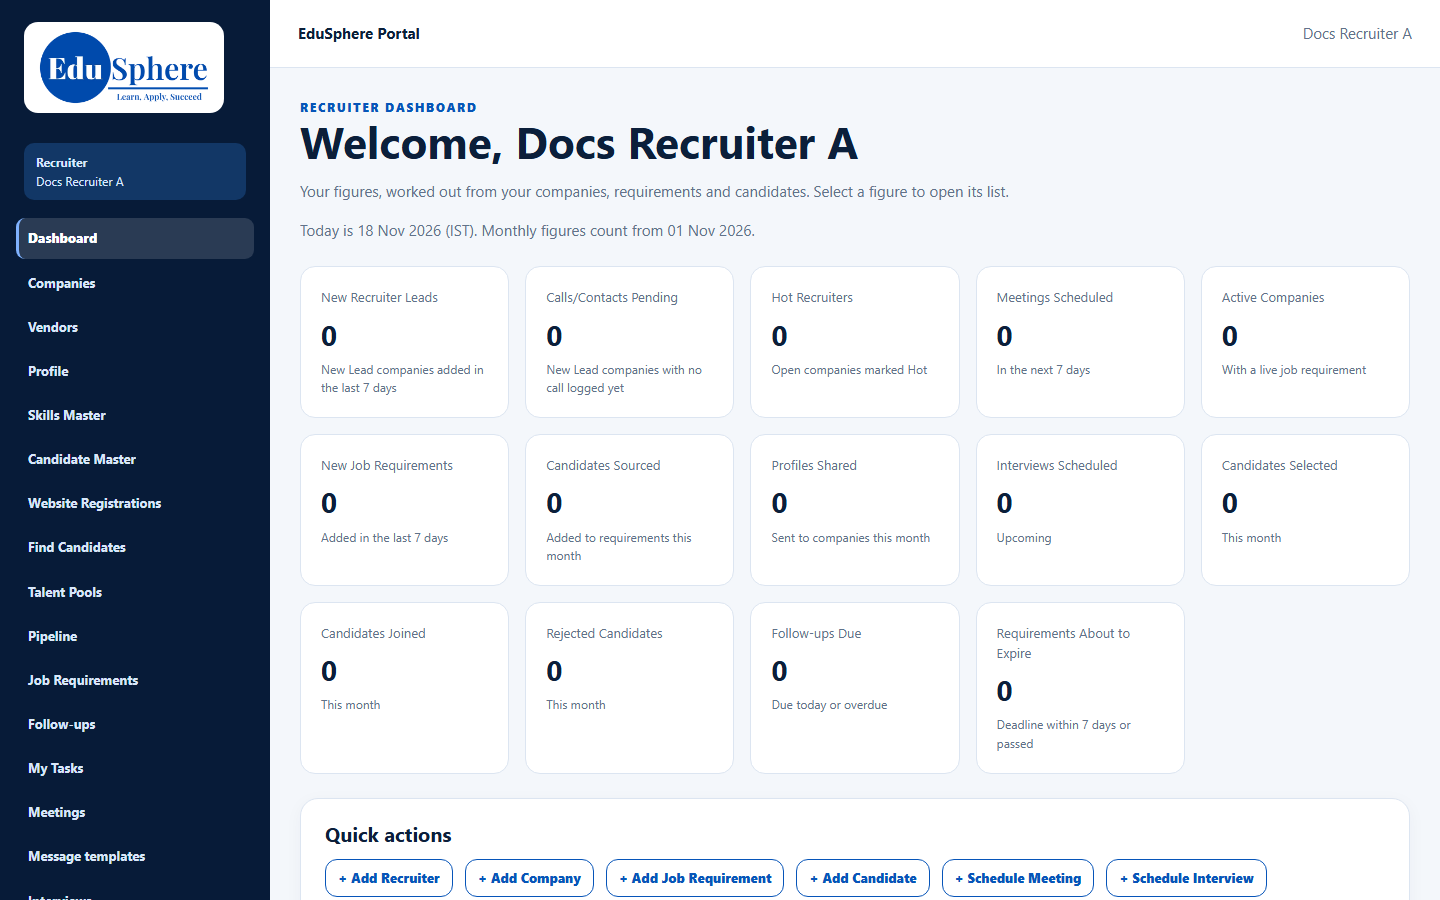 EduSphere
Learn. Apply, Succeed
Recruiter
Docs Recruiter A
Dashboard
Companies
Vendors
Profile
Skills Master
Candidate Master
Website Registrations
Find Candidates
Talent Pools
Pipeline
Job Requirements
Follow-ups
My Tasks
Meetings
Message templates
Interviews
EduSphere Portal
Docs Recruiter A
RECRUITER DASHBOARD
Welcome, Docs Recruiter A
Your figures, worked out from your companies, requirements and candidates. Select a figure to open its list.
Today is 18 Nov 2026 (IST). Monthly figures count from 01 Nov 2026.
New Recruiter Leads
0
New Lead companies added in
the last 7 days
Calls/Contacts Pending
0
New Lead companies with no
call logged yet
Hot Recruiters
0
Open companies marked Hot
Meetings Scheduled
0
In the next 7 days
Active Companies
0
With a live job requirement
New Job Requirements
0
Added in the last 7 days
Candidates Sourced
0
Added to requirements this
month
Profiles Shared
0
Sent to companies this month
Interviews Scheduled
0
Upcoming
Candidates Selected
0
This month
Candidates Joined
0
This month
Rejected Candidates
0
This month
Follow-ups Due
0
Due today or overdue
Requirements About to
Expire
0
Deadline within 7 days or
passed
Quick actions
+ Add Recruiter
+ Add Company
+ Add Job Requirement
+ Add Candidate
+ Schedule Meeting
+ Schedule Interview